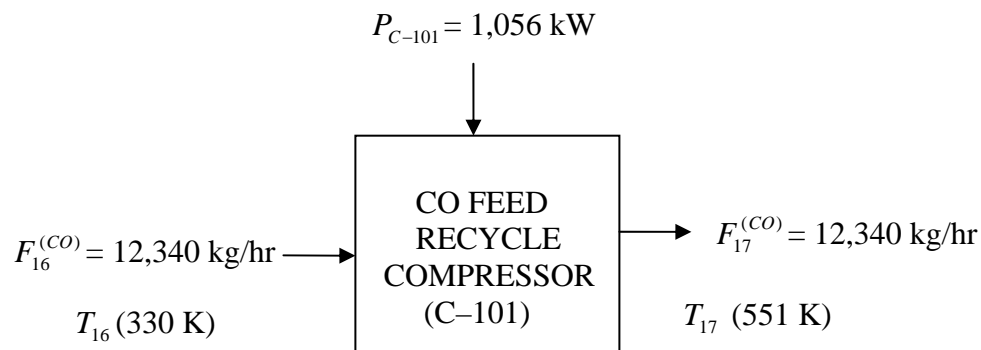 P_{C–101} = 1,056 kW
CO FEED
RECYCLE
COMPRESSOR
(C–101)
F_{16}^{(CO)} = 12,340 kg/hr
T_{16} (330 K)
F_{17}^{(CO)} = 12,340 kg/hr
T_{17} (551 K)